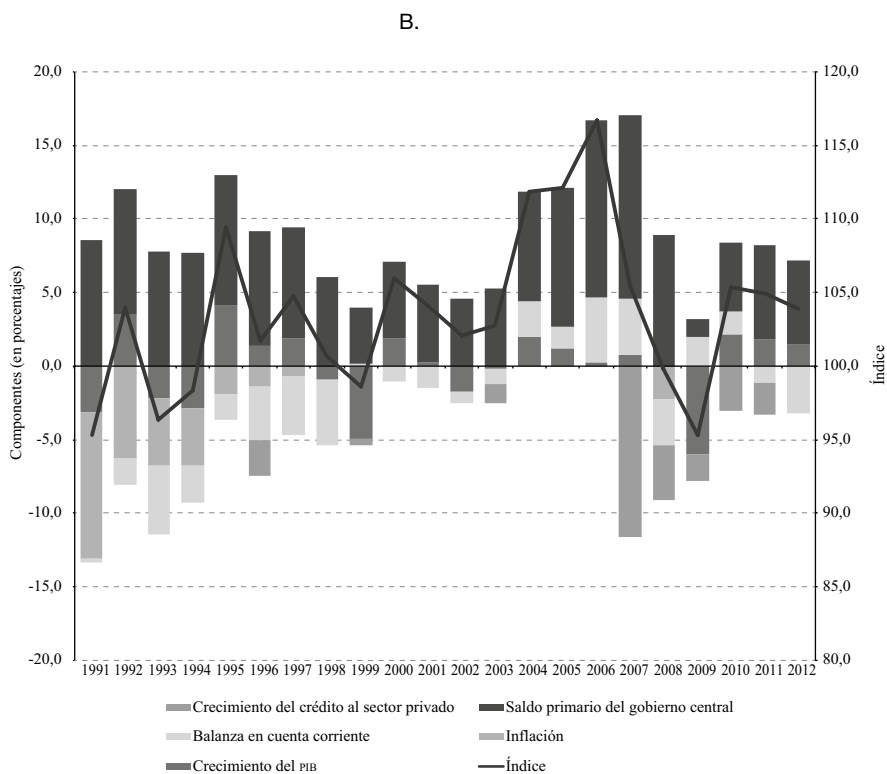 B.
20,0
15,0
10,0
5,0
0,0
-5,0
-10,0
-15,0
-20,0
Componentes (en porcentajes)
120,0
115,0
110,0
105,0
100,0
95,0
90,0
85,0
80,0
Índice
1991 1992 1993 1994 1995 1996 1997 1998 1999 2000 2001 2002 2003 2004 2005 2006 2007 2008 2009 2010 2011 2012
Crecimiento del crédito al sector privado Saldo primario del gobierno central
Balanza en cuenta corriente Inflación
Crecimiento del PIB Índice